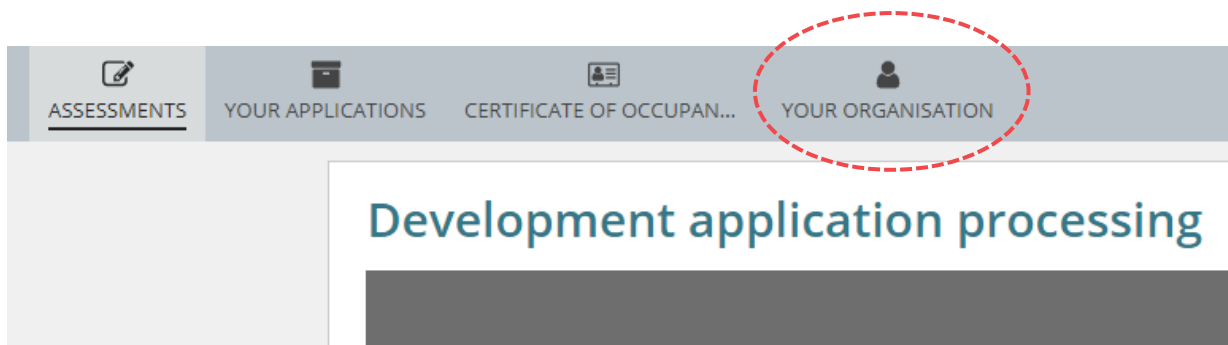 ASSESSMENTS YOUR APPLICATIONS CERTIFICATE OF OCCUPAN... YOUR ORGANISATION
Development application processing